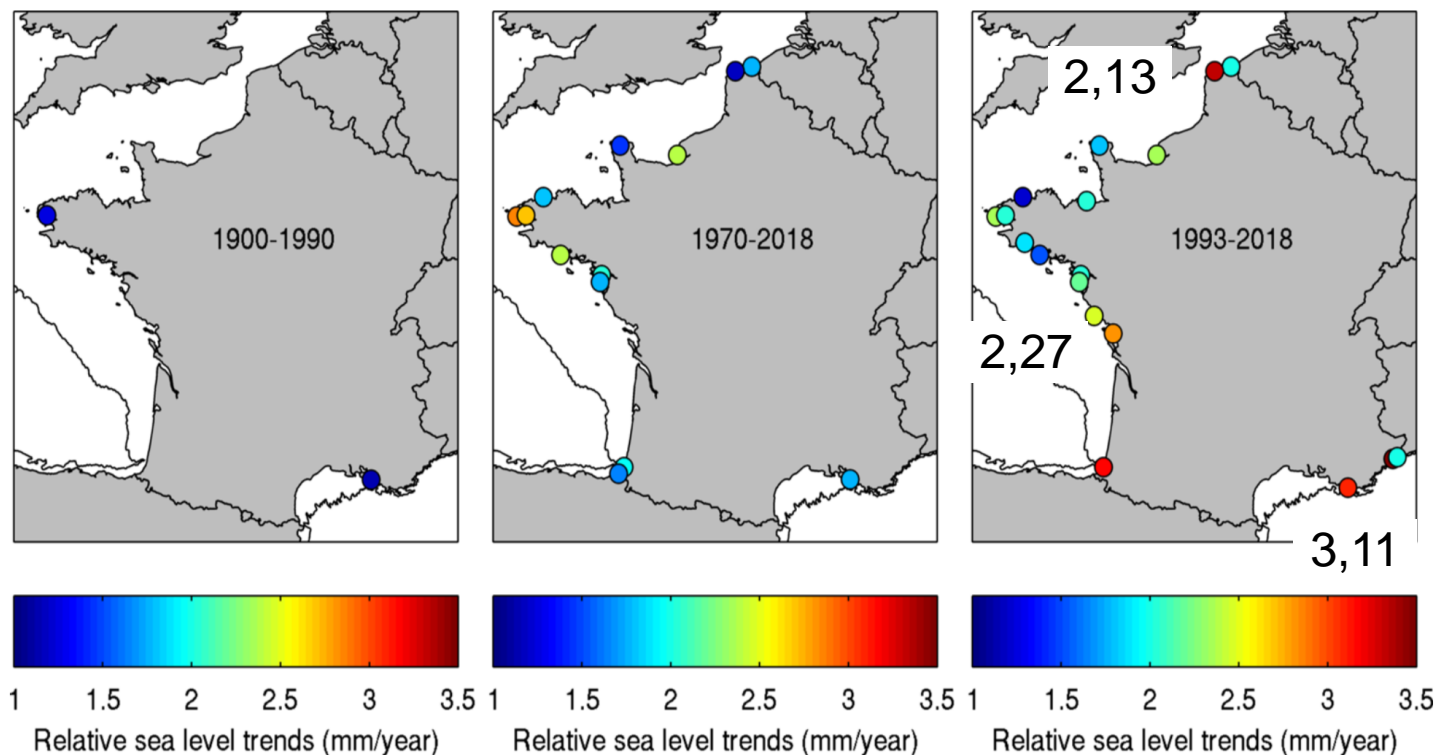 2,13
1900-1990
1970-2018
1993-2018
2,27
3,11
1 1.5 2 2.5 3 3.5
1 1.5 2 2.5 3 3.5
1 1.5 2 2.5 3 3.5
Relative sea level trends (mm/year)
Relative sea level trends (mm/year)
Relative sea level trends (mm/year)